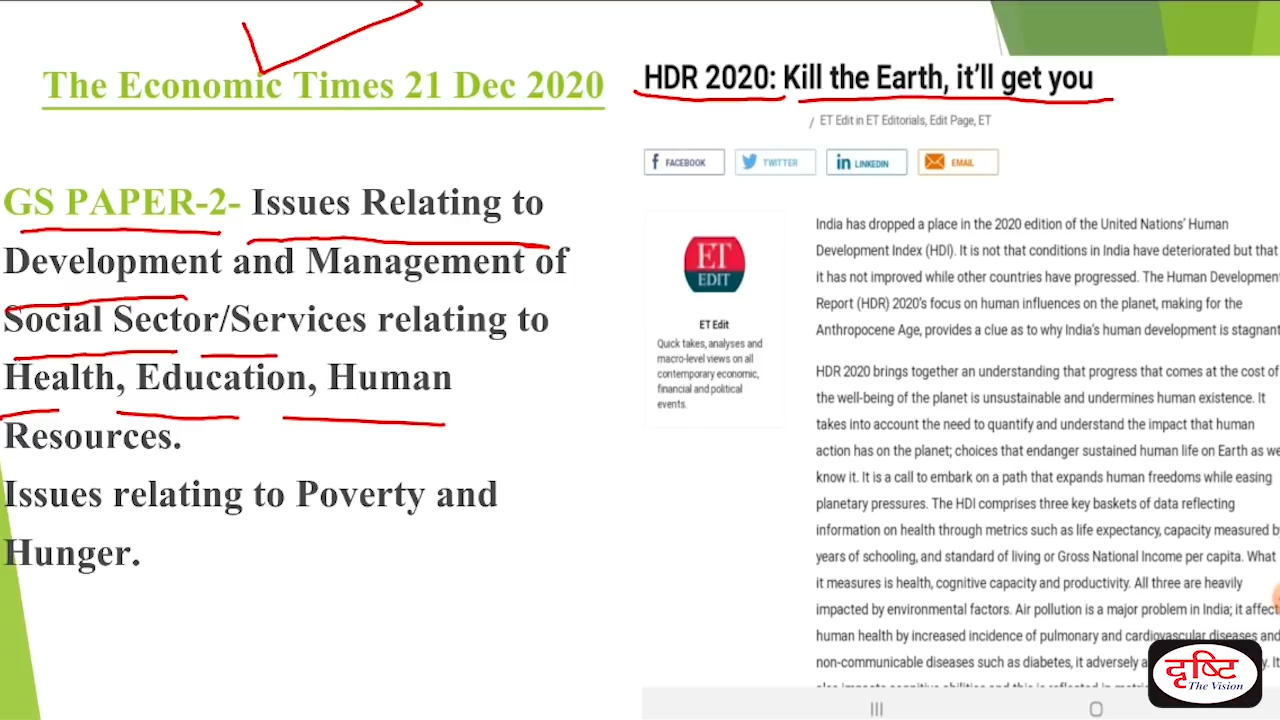 The Economic Times 21 Dec 2020
GS PAPER-2- Issues Relating to
Development and Management of
Social Sector/Services relating to
Health, Education, Human
Resources.
Issues relating to Poverty and
Hunger.
HDR 2020: Kill the Earth, it'll get you
/ ET Edit in ET Editorials, Edit Page, ET
FACEBOOK
TWITTER
LINKEDIN
EMAIL
ET
EDIT
ET Edit
Quick takes, analyses and
macro-level views on all
contemporary economic,
financial and political
events.
India has dropped a place in the 2020 edition of the United Nations' Human
Development Index (HDI). It is not that conditions in India have deteriorated but that
it has not improved while other countries have progressed. The Human Development
Report (HDR) 2020's focus on human influences on the planet, making for the
Anthropocene Age, provides a clue as to why India's human development is stagnant
HDR 2020 brings together an understanding that progress that comes at the cost of
the well-being of the planet is unsustainable and undermines human existence. It
takes into account the need to quantify and understand the impact that human
action has on the planet; choices that endanger sustained human life on Earth as we
know it. It is a call to embark on a path that expands human freedoms while easing
planetary pressures. The HDI comprises three key baskets of data reflecting
information on health through metrics such as life expectancy, capacity measured by
years of schooling, and standard of living or Gross National Income per capita. What
it measures is health, cognitive capacity and productivity. All three are heavily
impacted by environmental factors. Air pollution is a major problem in India; it affect
human health by increased incidence of pulmonary and cardiovascular diseases and
non-communicable diseases such as diabetes, it adversely It
दृष्टि
The Vision